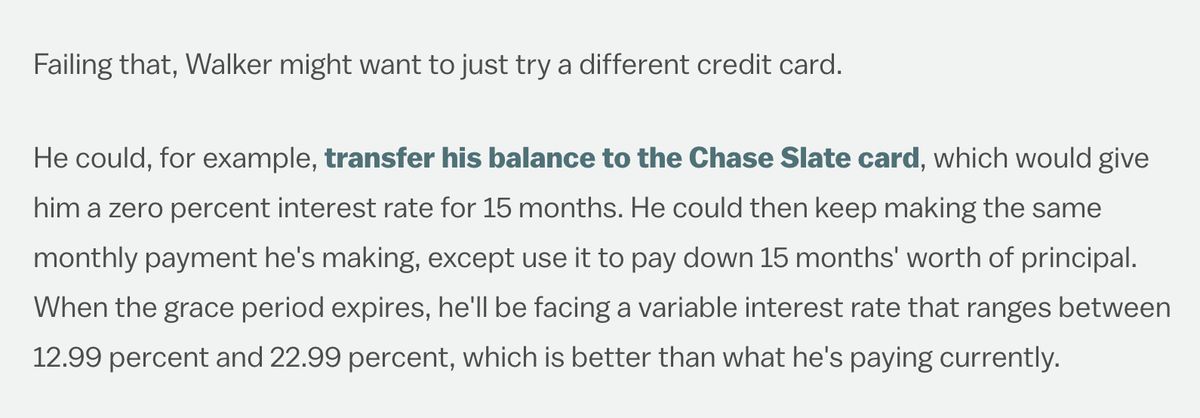 Failing that, Walker might want to just try a different credit card.
He could, for example, transfer his balance to the Chase Slate card, which would give
him a zero percent interest rate for 15 months. He could then keep making the same
monthly payment he's making, except use it to pay down 15 months' worth of principal.
When the grace period expires, he'll be facing a variable interest rate that ranges between
12.99 percent and 22.99 percent, which is better than what he's paying currently.